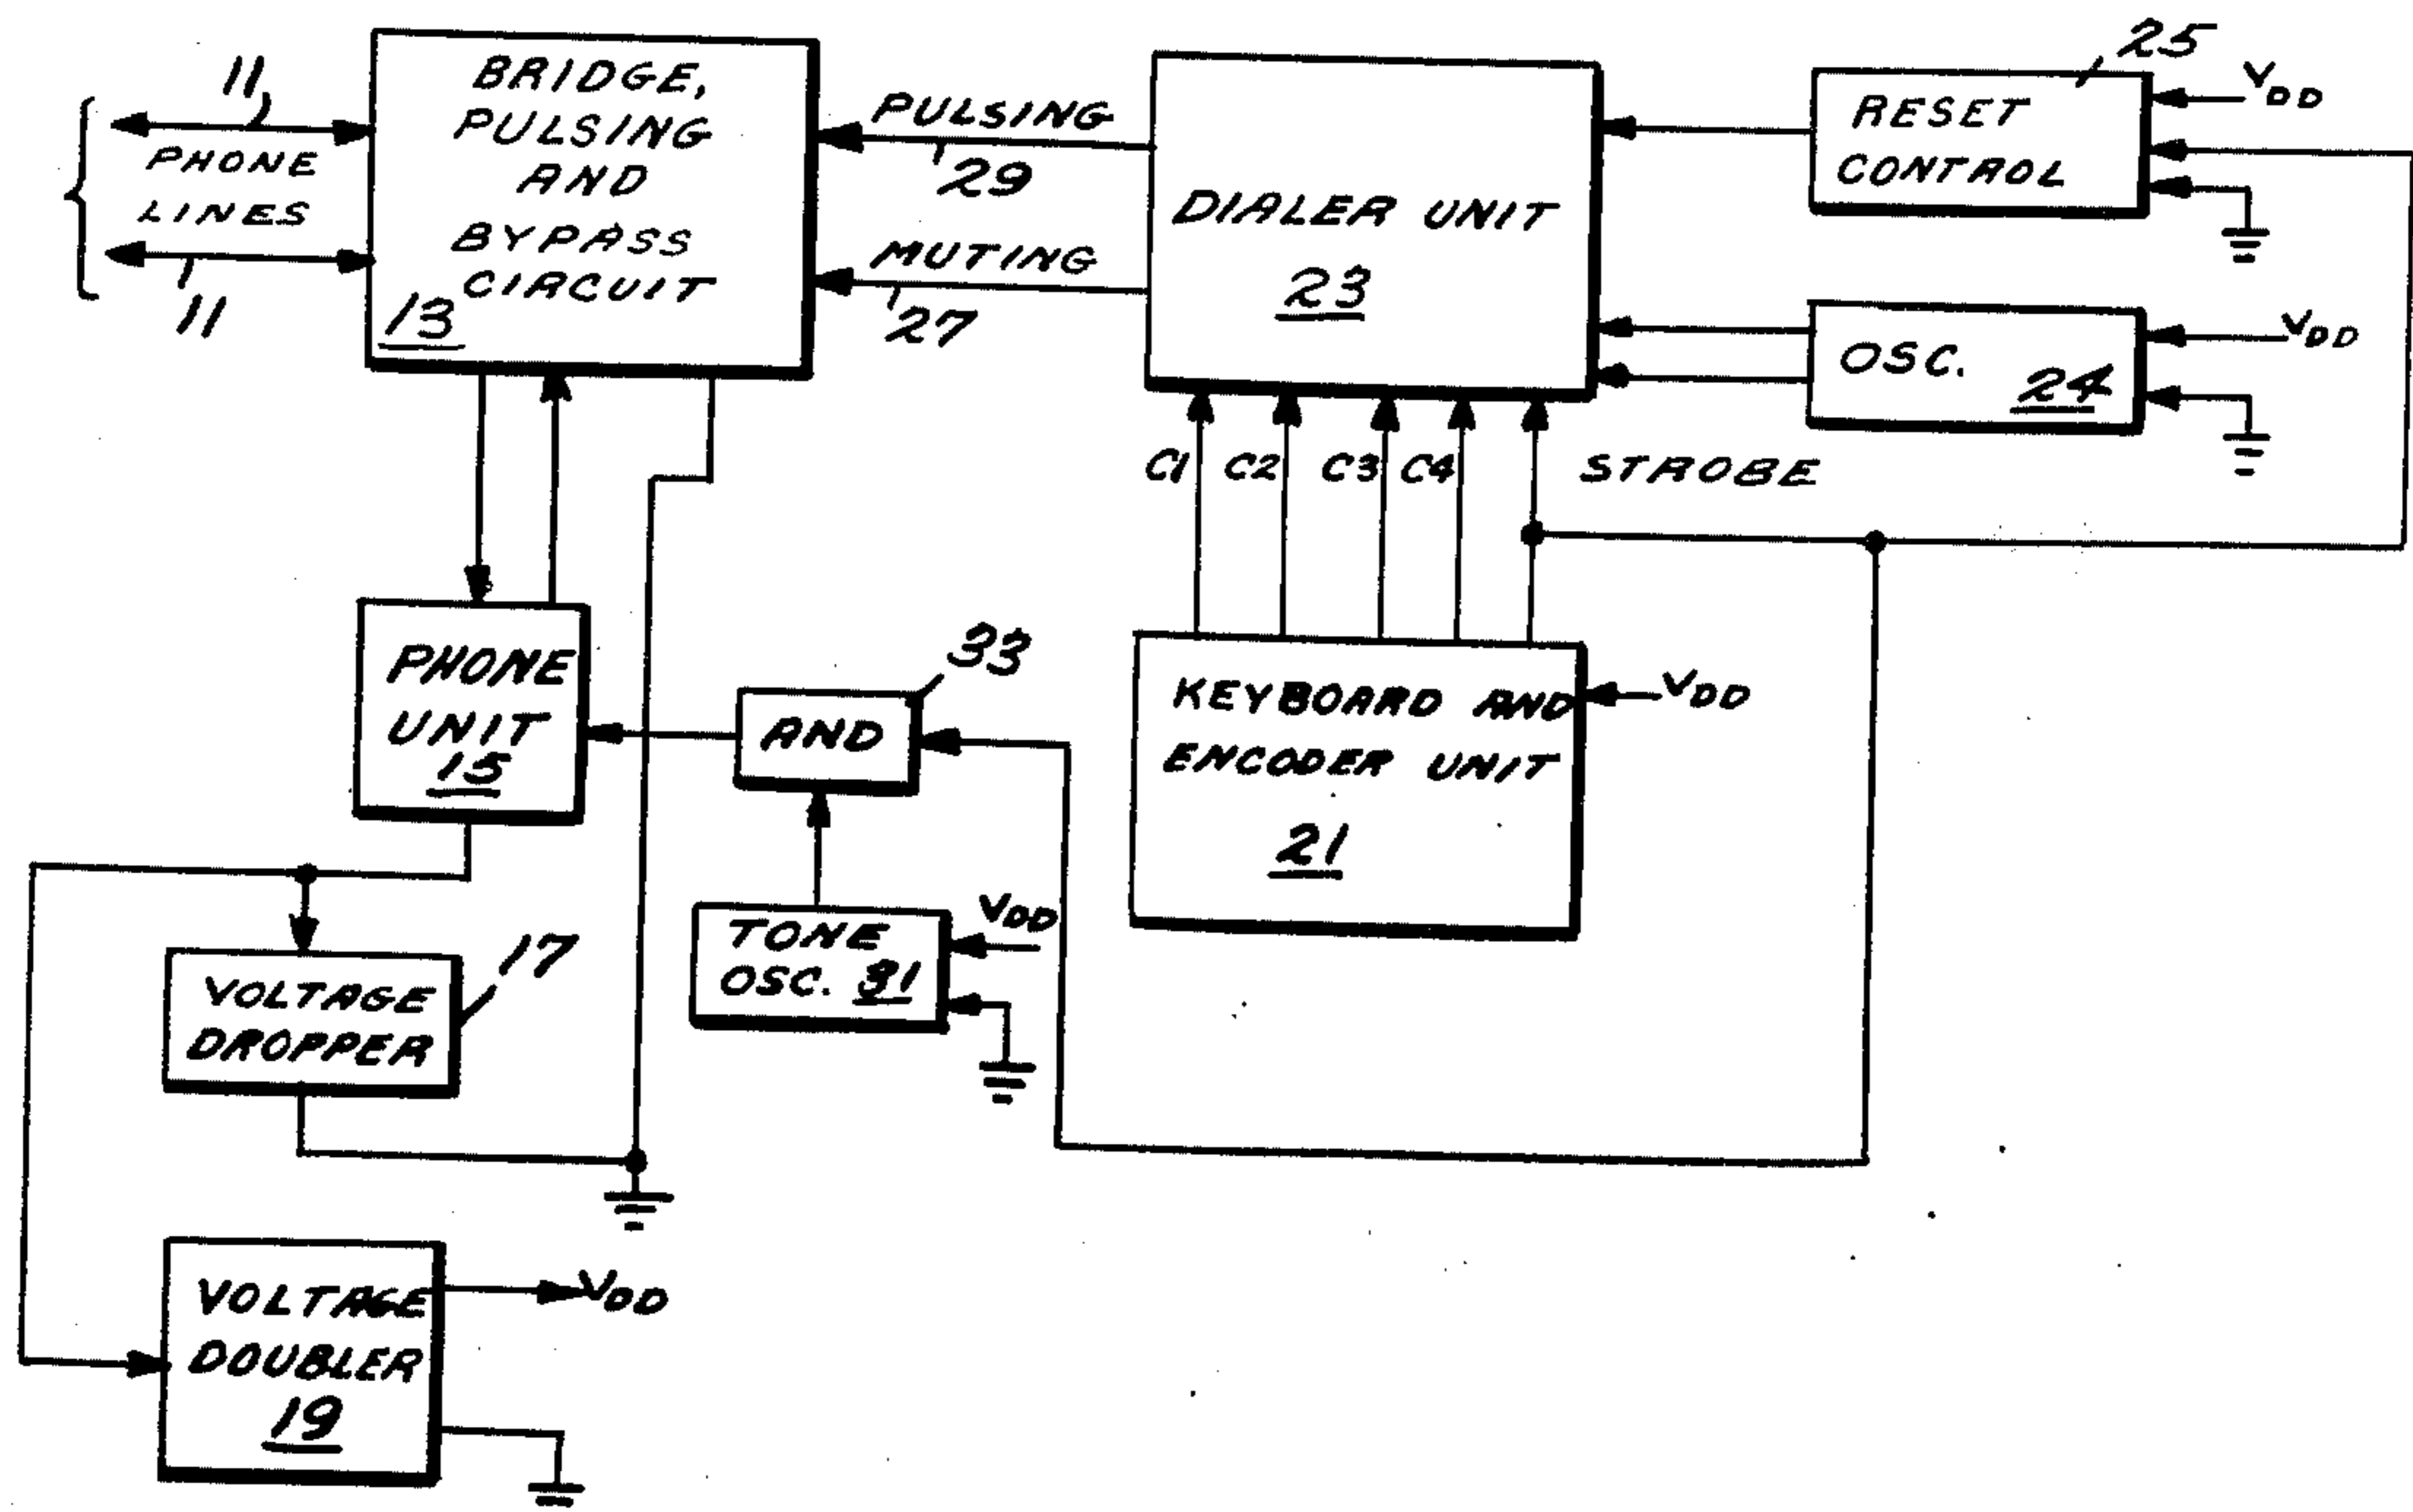 11
PHONE
LINES
11
BRIDGE,
PULSING
AND
BYPASS
CIRCUIT
13
PULSING
29
MUTING
27
DIALER UNIT
23
25
RESET
CONTROL
VDD
OSC. 24
VDD
C1 C2 C3 C4 STROBE
PHONE
UNIT
15
33
AND
KEYBOARD AND
ENCODER UNIT
21
VDD
TONE
OSC. 31
VDD
17
VOLTAGE
DROPPER
VOLTAGE
DOUBLER
19
VDD